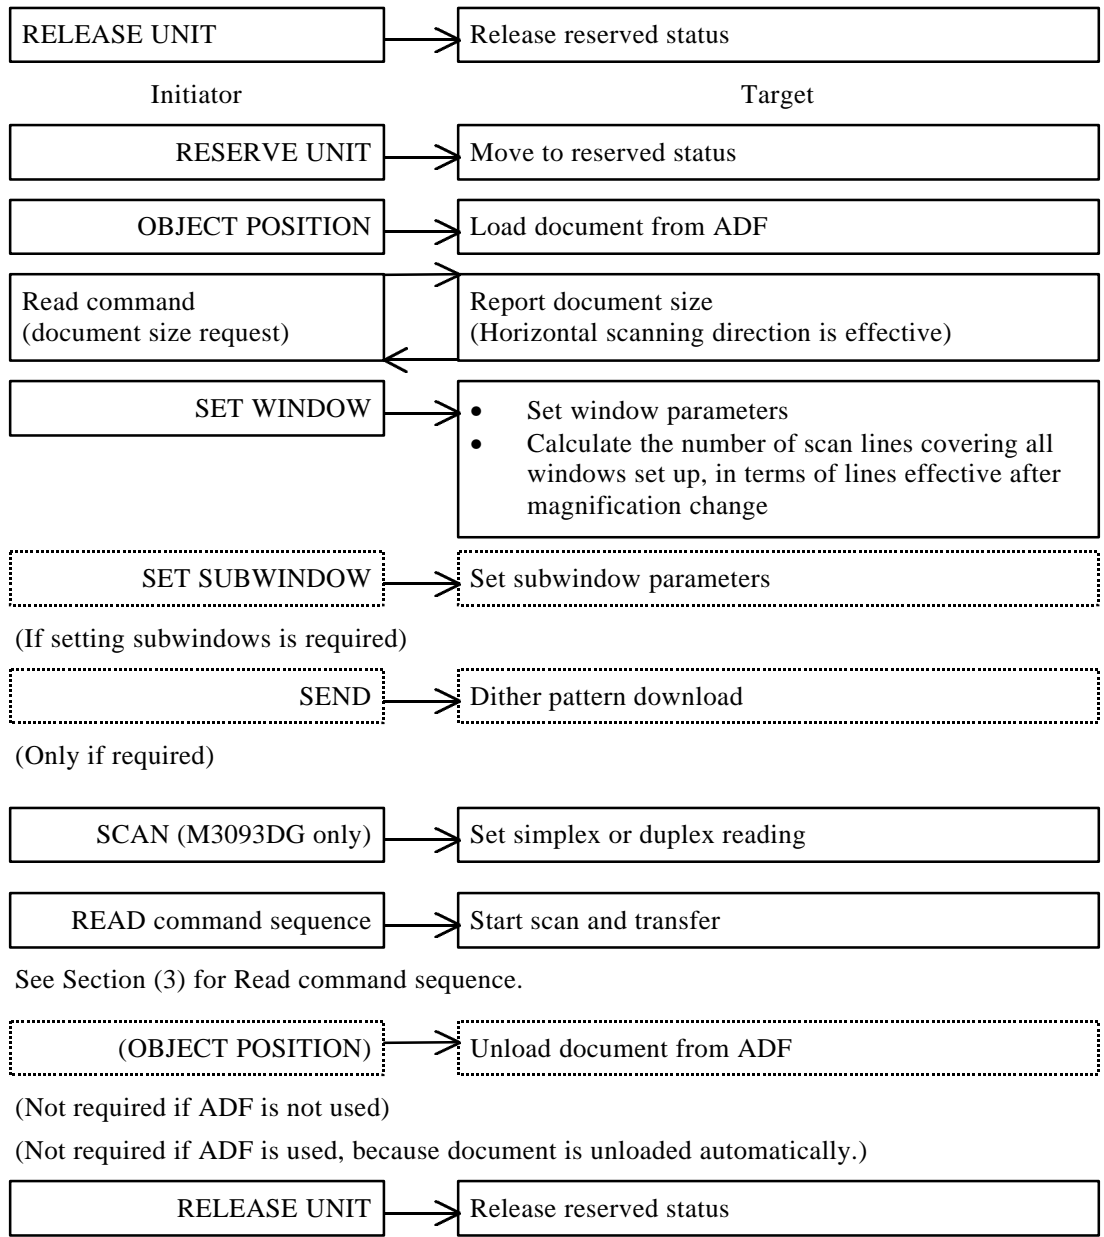 RELEASE UNIT Release reserved status
Initiator Target
RESERVE UNIT Move to reserved status
OBJECT POSITION Load document from ADF
Read command Report document size
(document size request) (Horizontal scanning direction is effective)
SET WINDOW • Set window parameters
• Calculate the number of scan lines covering all
windows set up, in terms of lines effective after
magnification change
SET SUBWINDOW Set subwindow parameters
(If setting subwindows is required)
SEND Dither pattern download
(Only if required)
SCAN (M3093DG only) Set simplex or duplex reading
READ command sequence Start scan and transfer
See Section (3) for Read command sequence.
(OBJECT POSITION) Unload document from ADF
(Not required if ADF is not used)
(Not required if ADF is used, because document is unloaded automatically.)
RELEASE UNIT Release reserved status